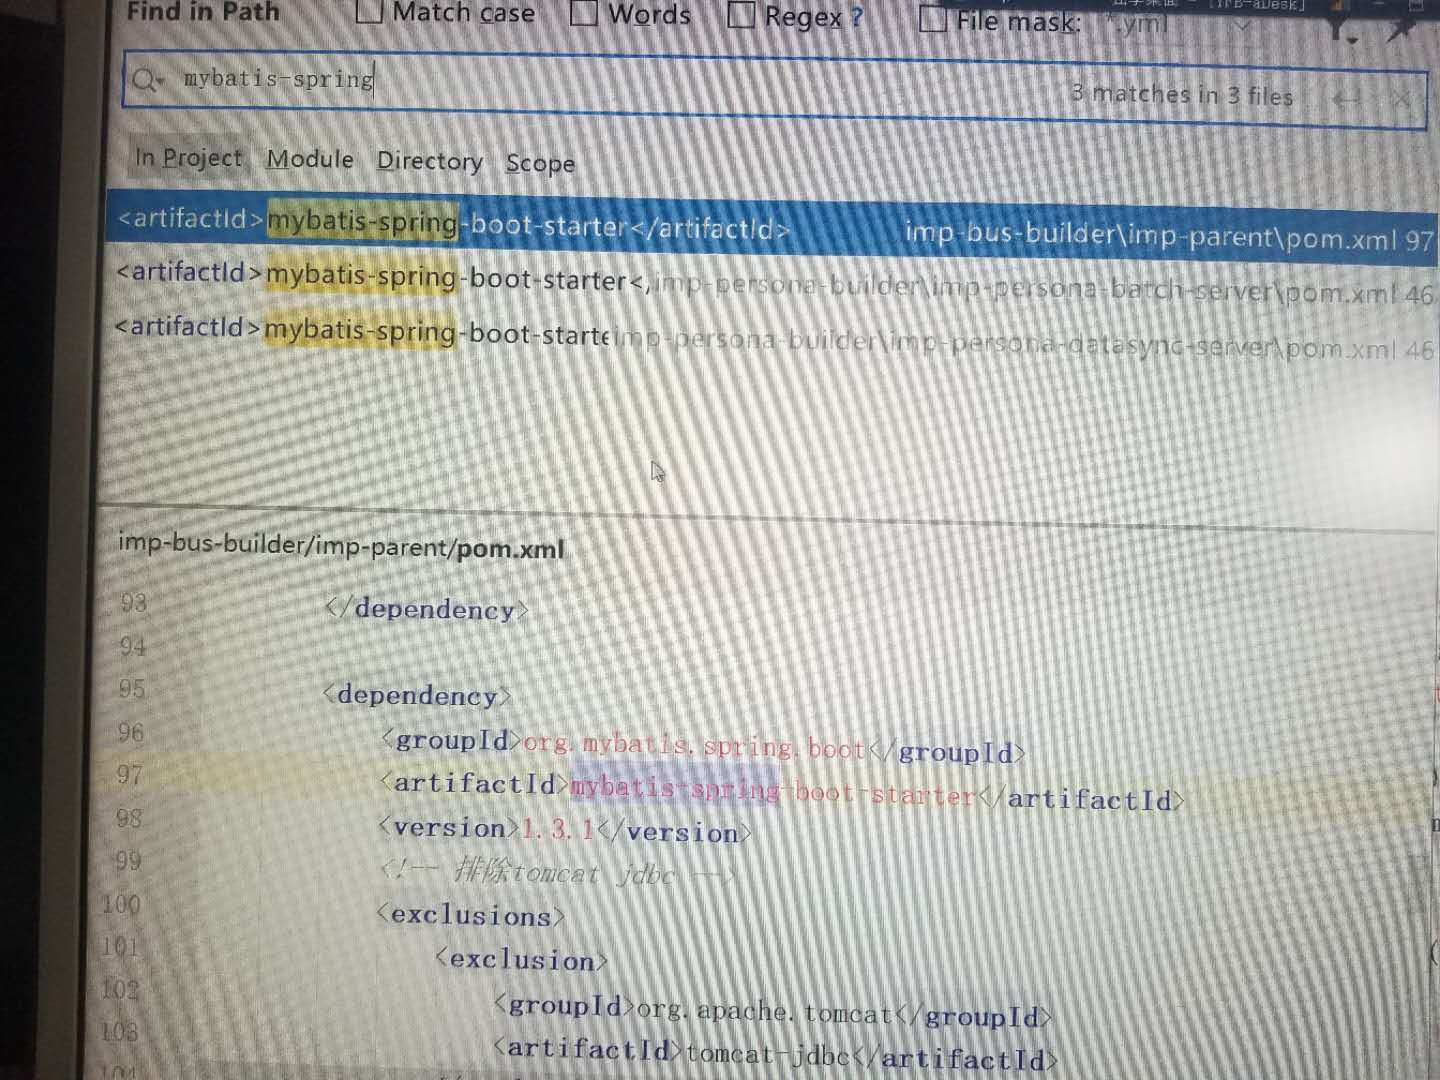 Find in Path Match case Words Regex ? File mask: *.yml
mybatis-spring 3 matches in 3 files
In Project Module Directory Scope
<artifactId>mybatis-spring-boot-starter</artifactId> imp-bus-builder\imp-parent\pom.xml 97
<artifactId>mybatis-spring-boot-starter< imp-persona-builder\imp-persona-batch-server\pom.xml 46
<artifactId>mybatis-spring-boot-starte imp-persona-builder\imp-persona-datasync-server\pom.xml 46
imp-bus-builder/imp-parent/pom.xml
93 </dependency>
94
95 <dependency>
96 <groupId>org.mybatis.spring.boot</groupId>
97 <artifactId>mybatis-spring-boot-starter</artifactId>
98 <version>1.3.1</version>
99 <!-- 排除tomcat jdbc -->
100 <exclusions>
101 <exclusion>
102 <groupId>org.apache.tomcat</groupId>
103 <artifactId>tomcat-jdbc</artifactId>